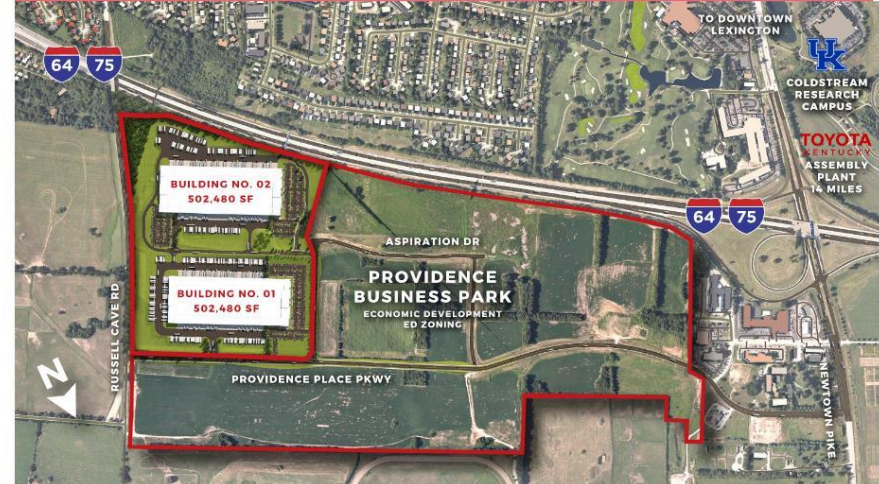 TO DOWNTOWN
LEXINGTON
64 75
UK
COLDSTREAM
RESEARCH
CAMPUS
TOYOTA
KENTUCKY
ASSEMBLY
PLANT
14 MILES
BUILDING NO. 02
502,480 SF
64 75
ASPIRATION DR
PROVIDENCE
BUSINESS PARK
ECONOMIC DEVELOPMENT
ED ZONING
BUILDING NO. 01
502,480 SF
RUSSELL CAVE RD
PROVIDENCE PLACE PKWY
NEWTOWN PIKE
N